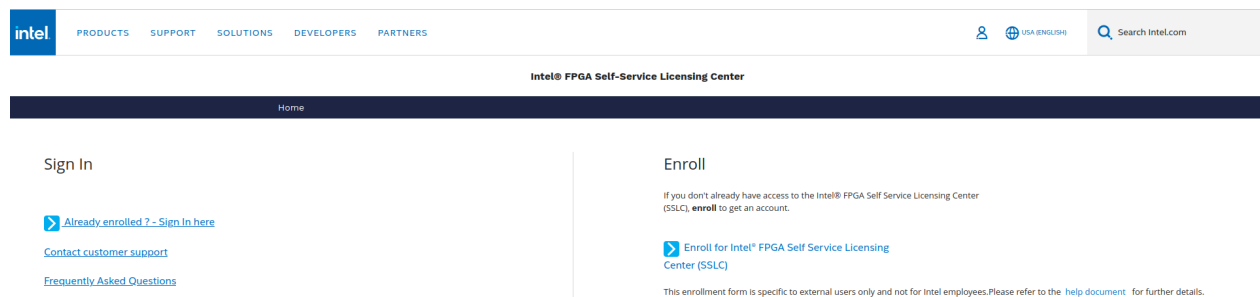 intel.
PRODUCTS SUPPORT SOLUTIONS DEVELOPERS PARTNERS
USA (ENGLISH)
Search Intel.com
Intel® FPGA Self-Service Licensing Center
Home
Sign In
Already enrolled ? - Sign In here
Contact customer support
Frequently Asked Questions
Enroll
If you don't already have access to the Intel® FPGA Self Service Licensing Center
(SSLC), enroll to get an account.
Enroll for Intel® FPGA Self Service Licensing
Center (SSLC)
This enrollment form is specific to external users only and not for Intel employees.Please refer to the help document for further details.